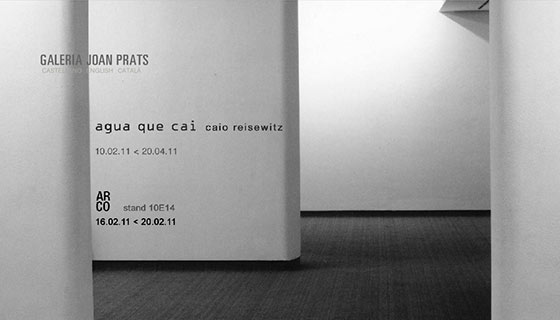 GALERIA JOAN PRATS
CASTELLANO ENGLISH CATALÀ
agua que cai caio reisewitz
10.02.11 < 20.04.11
AR
CO stand 10E14
16.02.11 < 20.02.11